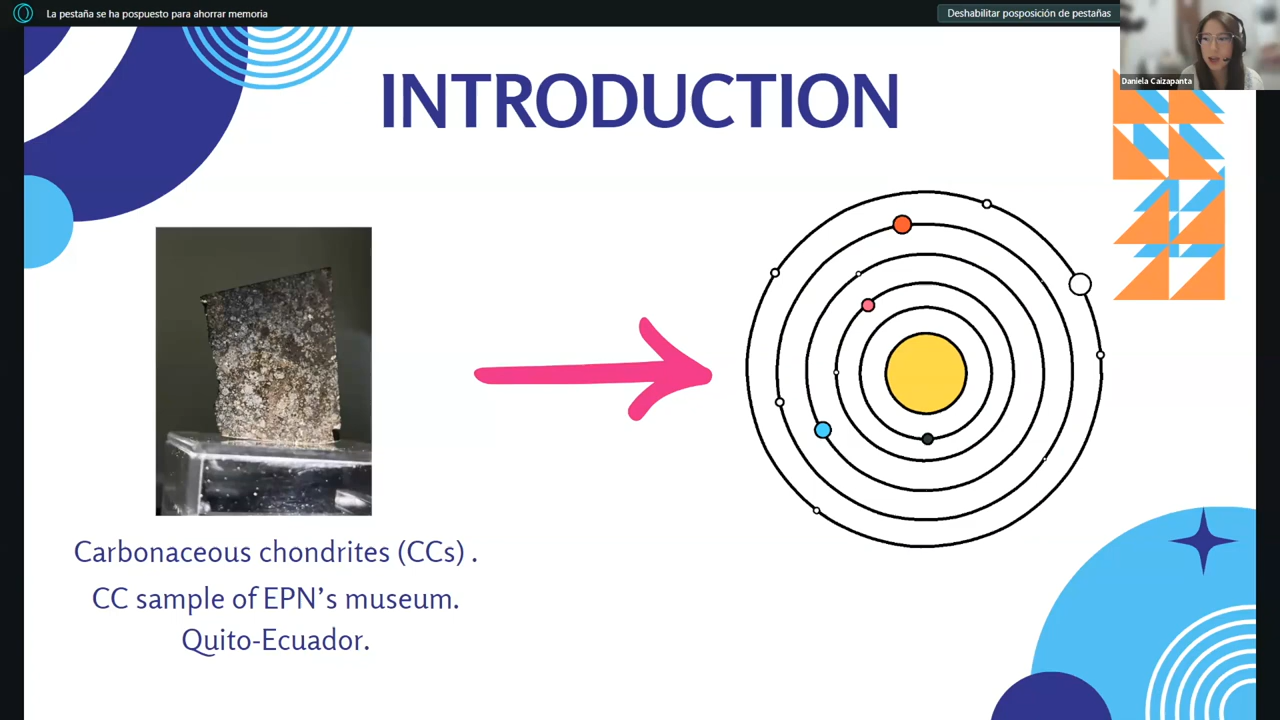 La pestaña se ha pospuesto para ahorrar memoria
Deshabilitar posposición de pestañas
Daniela Caizapanta
INTRODUCTION
Carbonaceous chondrites (CCs) .
CC sample of EPN’s museum.
Quito-Ecuador.